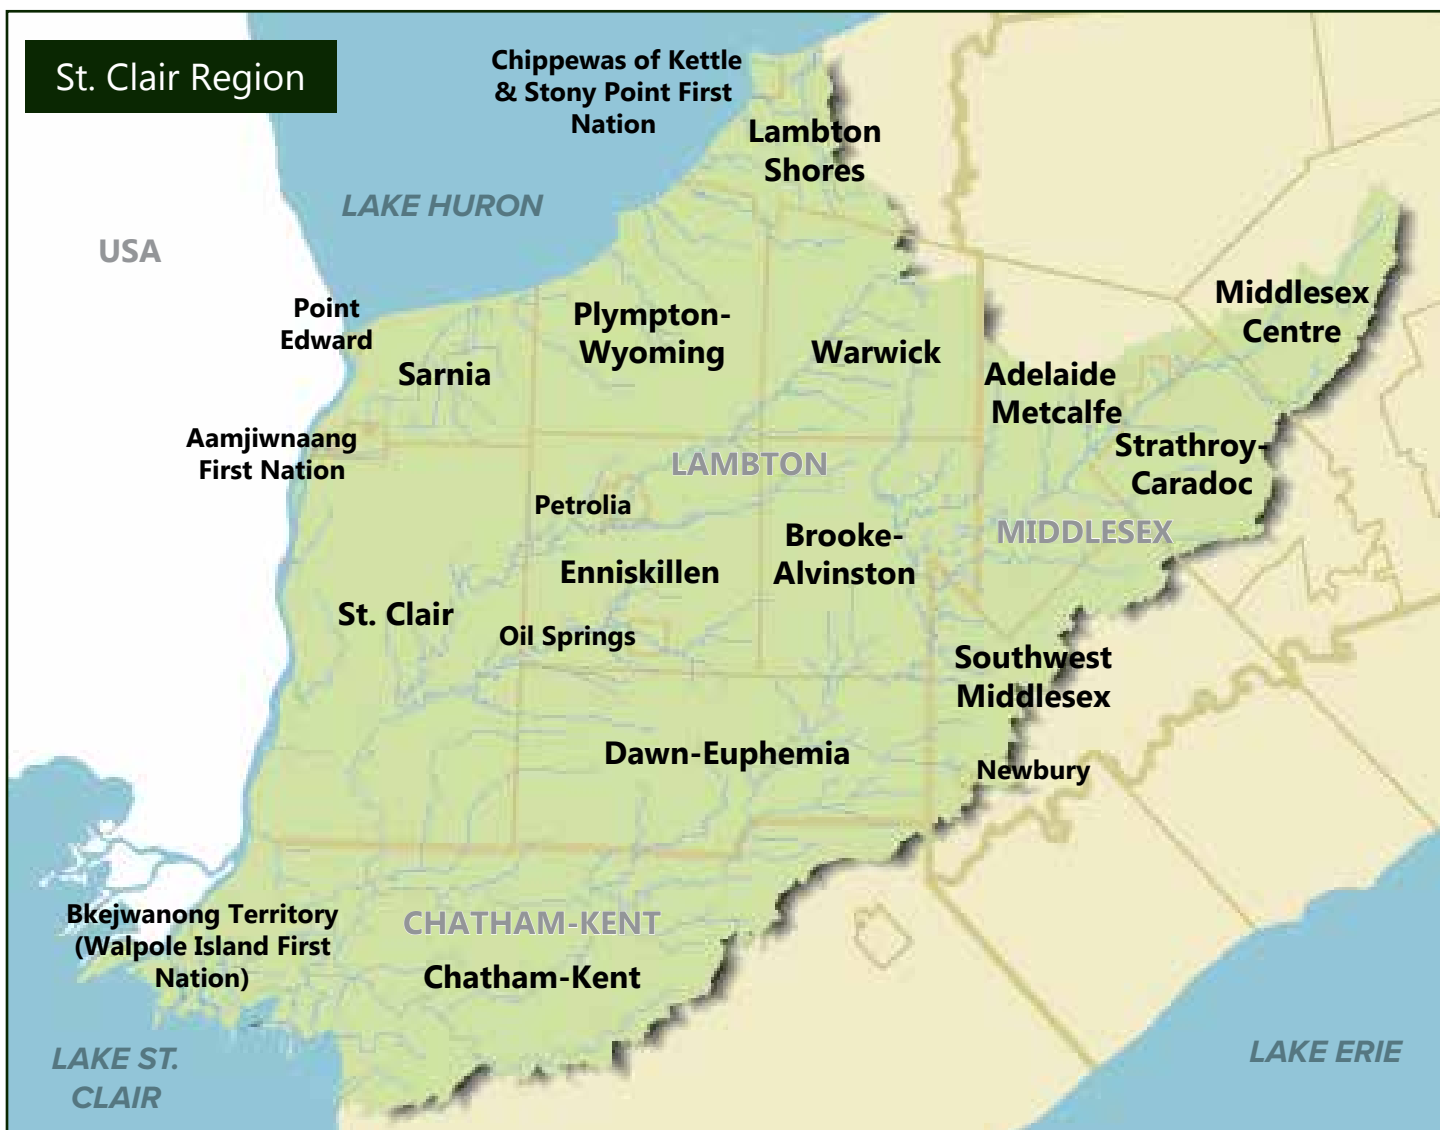 St. Clair Region
Chippewas of Kettle
& Stony Point First
Nation
Lambton
Shores
LAKE HURON
USA
Point
Edward
Plympton-
Wyoming
Middlesex
Centre
Sarnia
Warwick
Adelaide
Metcalfe
Aamjiwnaang
First Nation
LAMBTON
Strathroy-
Caradoc
Petrolia
Brooke-
Alvinston
MIDDLESEX
Enniskillen
St. Clair
Oil Springs
Southwest
Middlesex
Dawn-Euphemia
Newbury
Bkejwanong Territory
(Walpole Island First
Nation)
CHATHAM-KENT
Chatham-Kent
LAKE ST.
CLAIR
LAKE ERIE